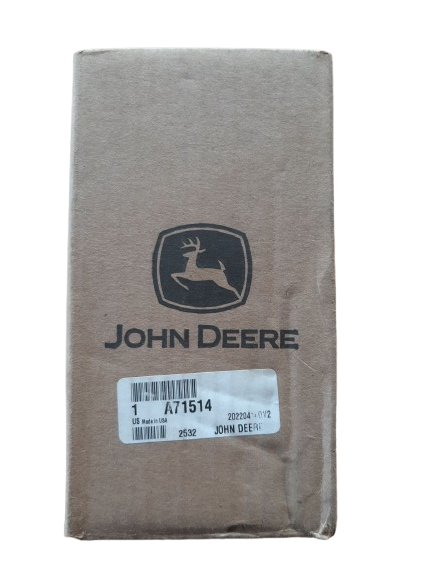 JOHN DEERE
1 A71514
US Made in USA
2532 JOHN DEERE